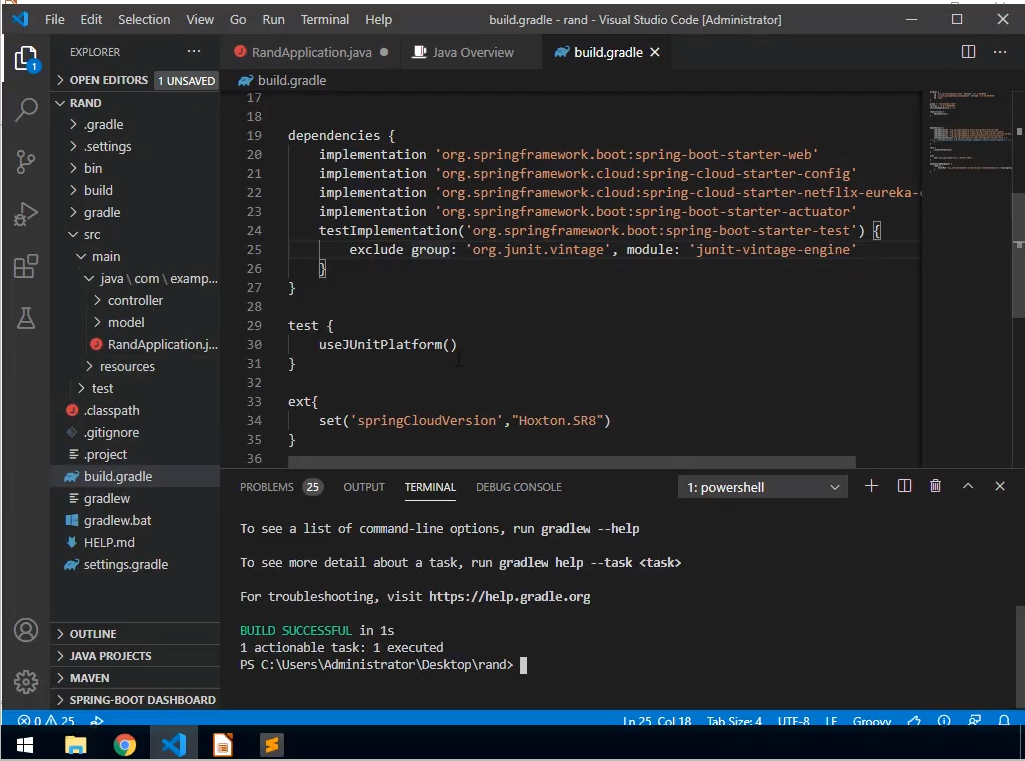 File Edit Selection View Go Run Terminal Help build.gradle - rand - Visual Studio Code [Administrator]
EXPLORER ···
RandApplication.java ●
Java Overview
build.gradle
1
OPEN EDITORS 1 UNSAVED
build.gradle
RAND
.gradle
.settings
bin
build
gradle
src
main
java \ com \ examp...
controller
model
RandApplication.j...
resources
test
.classpath
.gitignore
.project
build.gradle
gradlew
gradlew.bat
HELP.md
settings.gradle
OUTLINE
JAVA PROJECTS
MAVEN
SPRING-BOOT DASHBOARD
17
18
19 dependencies {
20 implementation 'org.springframework.boot:spring-boot-starter-web'
21 implementation 'org.springframework.cloud:spring-cloud-starter-config'
22 implementation 'org.springframework.cloud:spring-cloud-starter-netflix-eureka-
23 implementation 'org.springframework.boot:spring-boot-starter-actuator'
24 testImplementation('org.springframework.boot:spring-boot-starter-test') {
25 exclude group: 'org.junit.vintage', module: 'junit-vintage-engine'
26 }
27 }
28
29 test {
30 useJUnitPlatform()
31 }
32
33 ext{
34 set('springCloudVersion',"Hoxton.SR8")
35 }
36
PROBLEMS 25 OUTPUT TERMINAL DEBUG CONSOLE 1: powershell
To see a list of command-line options, run gradlew --help
To see more detail about a task, run gradlew help --task <task>
For troubleshooting, visit https://help.gradle.org
BUILD SUCCESSFUL in 1s
1 actionable task: 1 executed
PS C:\Users\Administrator\Desktop\rand>
0 25 Ln 25, Col 18 Tab Size: 4 UTF-8 LF Groovy